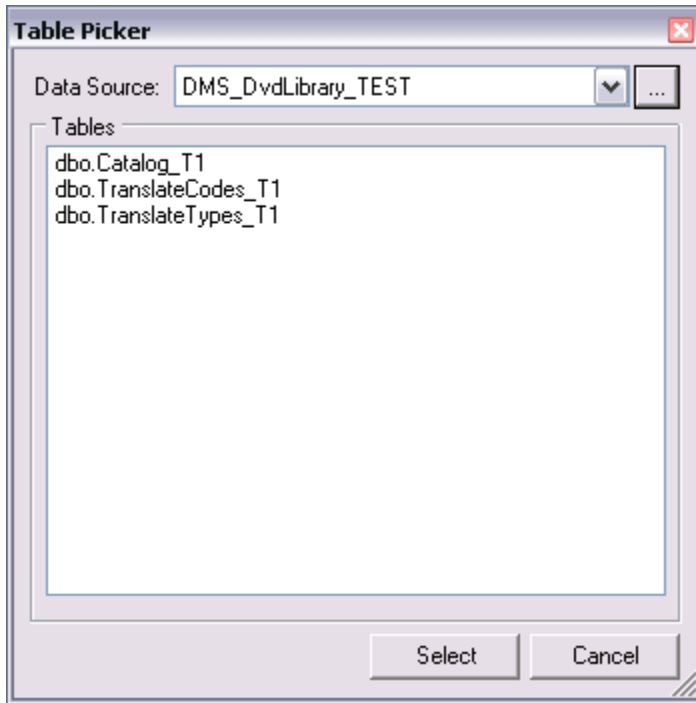 Table Picker
Data Source: DMS_DvdLibrary_TEST ...
Tables
dbo.Catalog_T1
dbo.TranslateCodes_T1
dbo.TranslateTypes_T1
Select Cancel